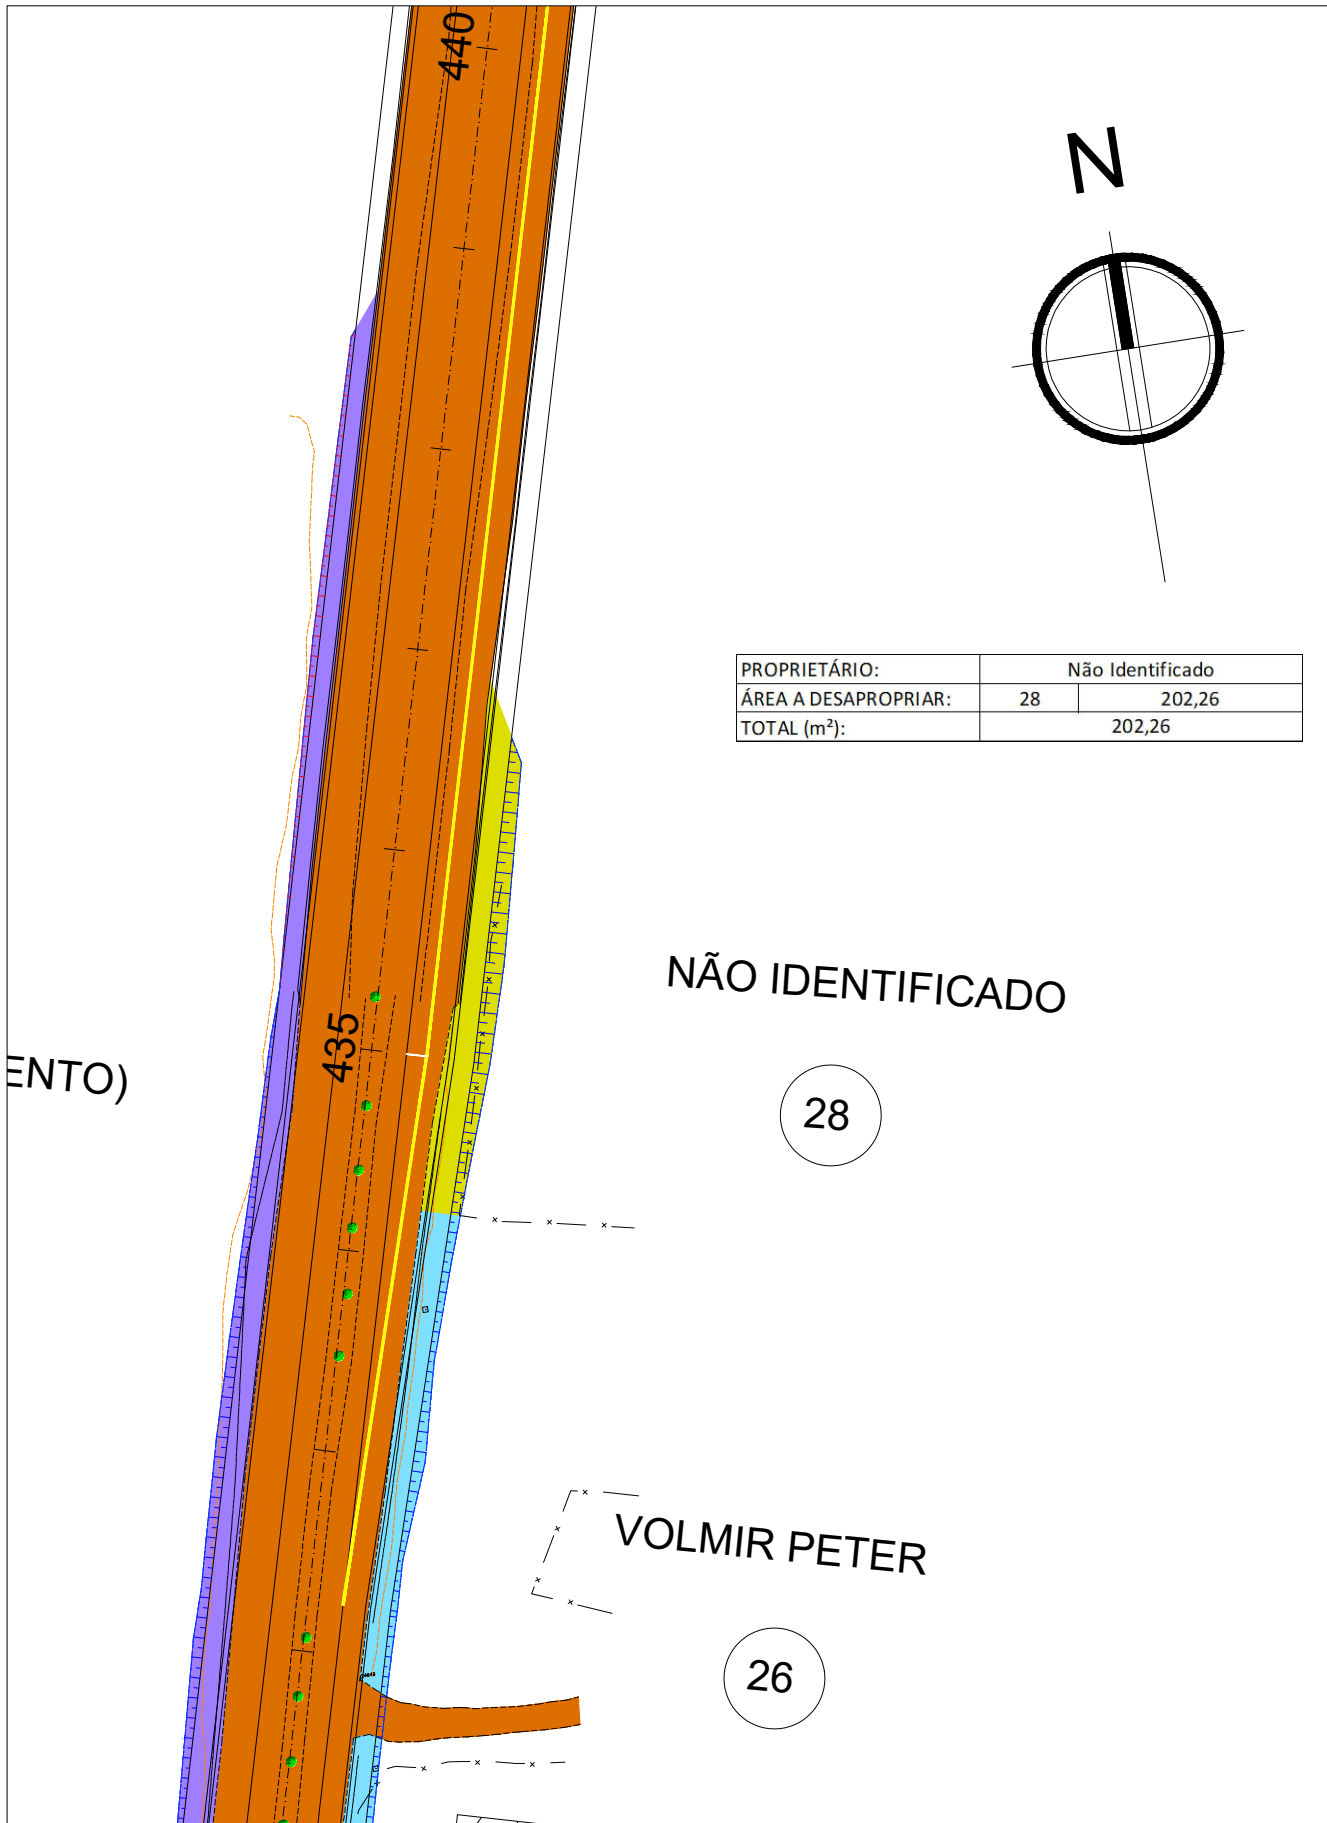 440
N
PROPRIETÁRIO: Não Identificado
ÁREA A DESAPROPRIAR: 28 202,26
TOTAL (m²): 202,26
NÃO IDENTIFICADO
435
ENTO)
28
VOLMIR PETER
26